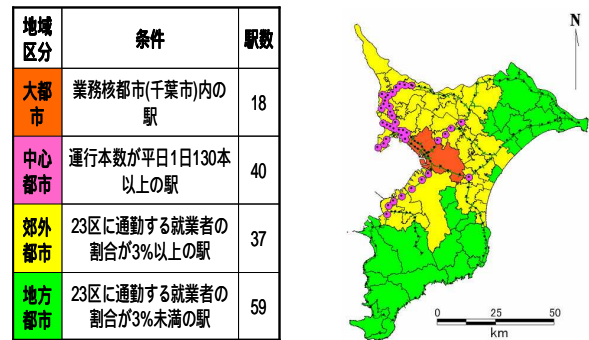 地域
区分
条件
駅数
大都
市
業務核都市(千葉市)内の
駅
18
中心
都市
運行本数が平日1日130本
以上の駅
40
郊外
都市
23区に通勤する就業者の
割合が3%以上の駅
37
地方
都市
23区に通勤する就業者の
割合が3%未満の駅
59
N
0 25 50
km